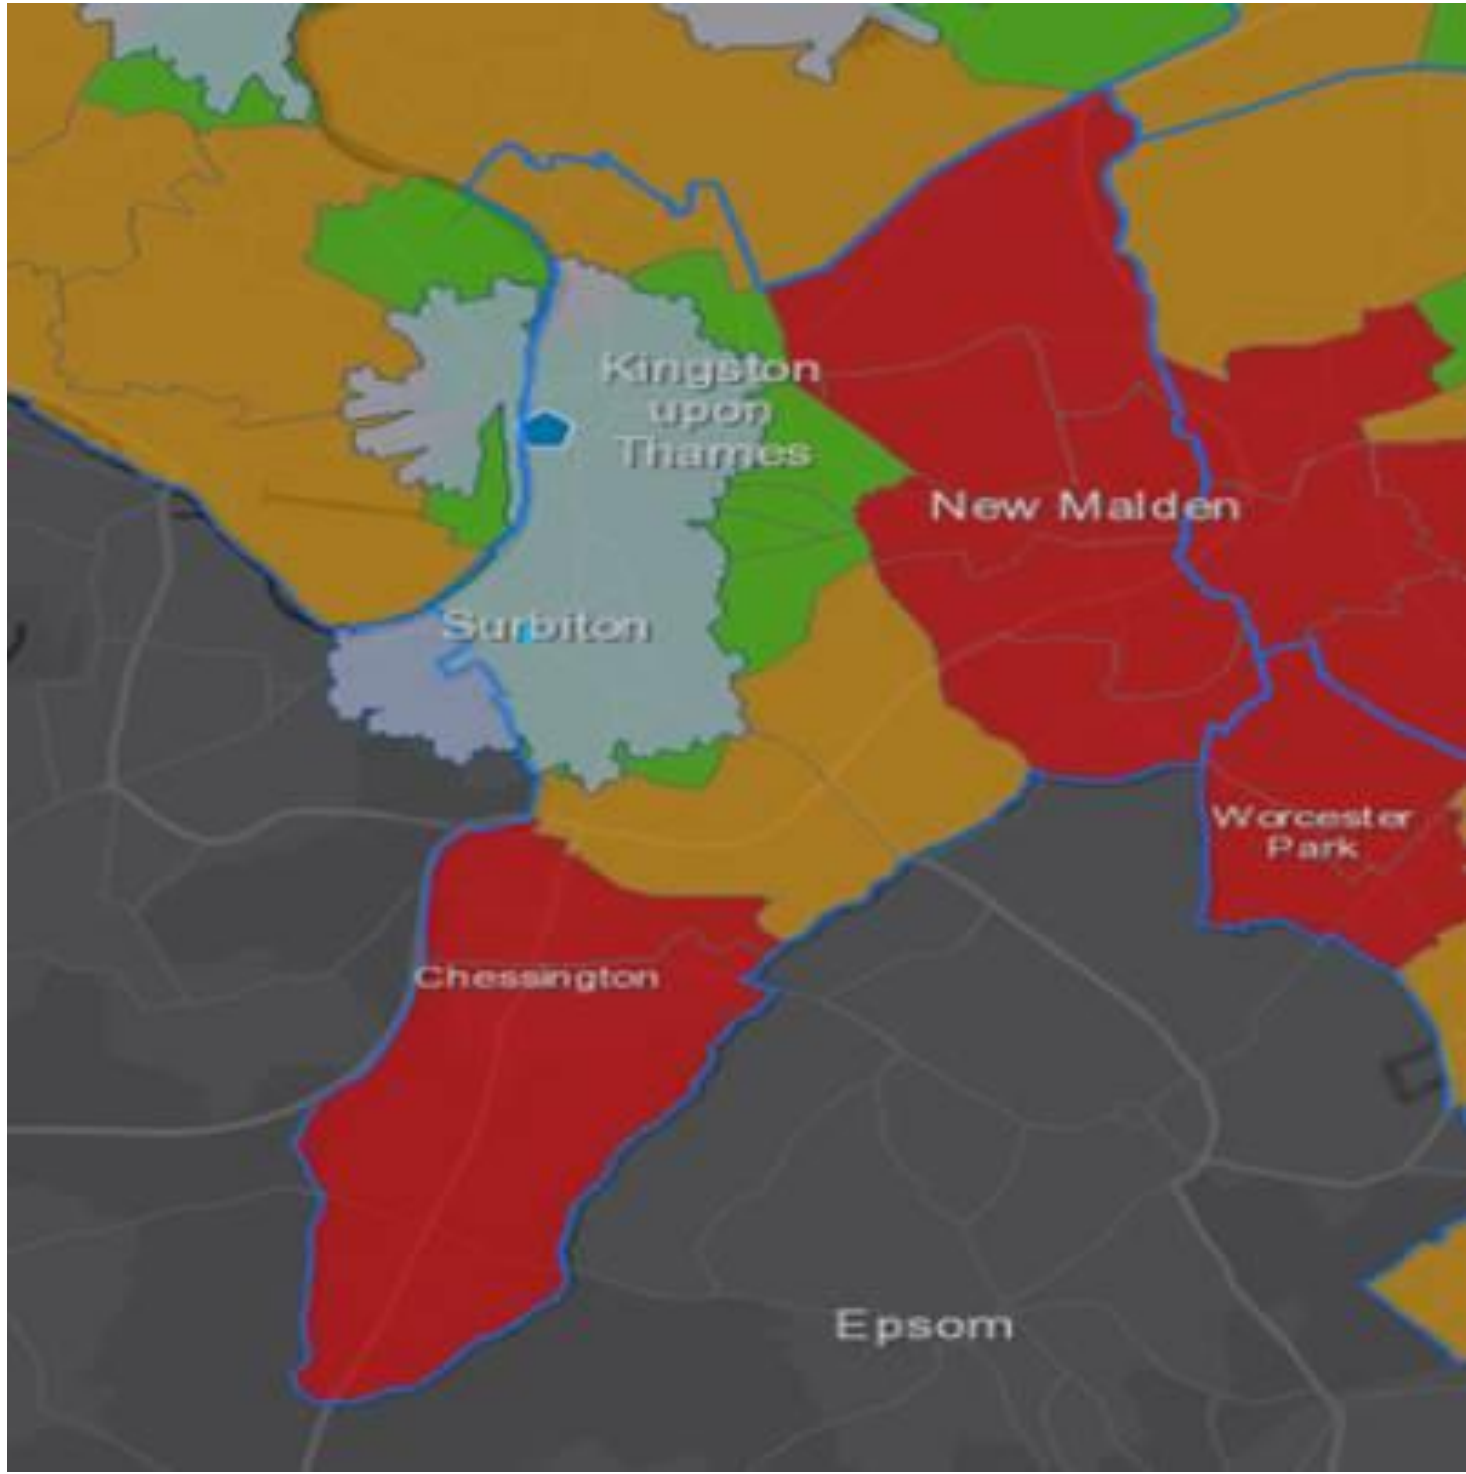 Kingston
upon
Thames
New Malden
Surbiton
Worcester
Park
Chessington
Epsom